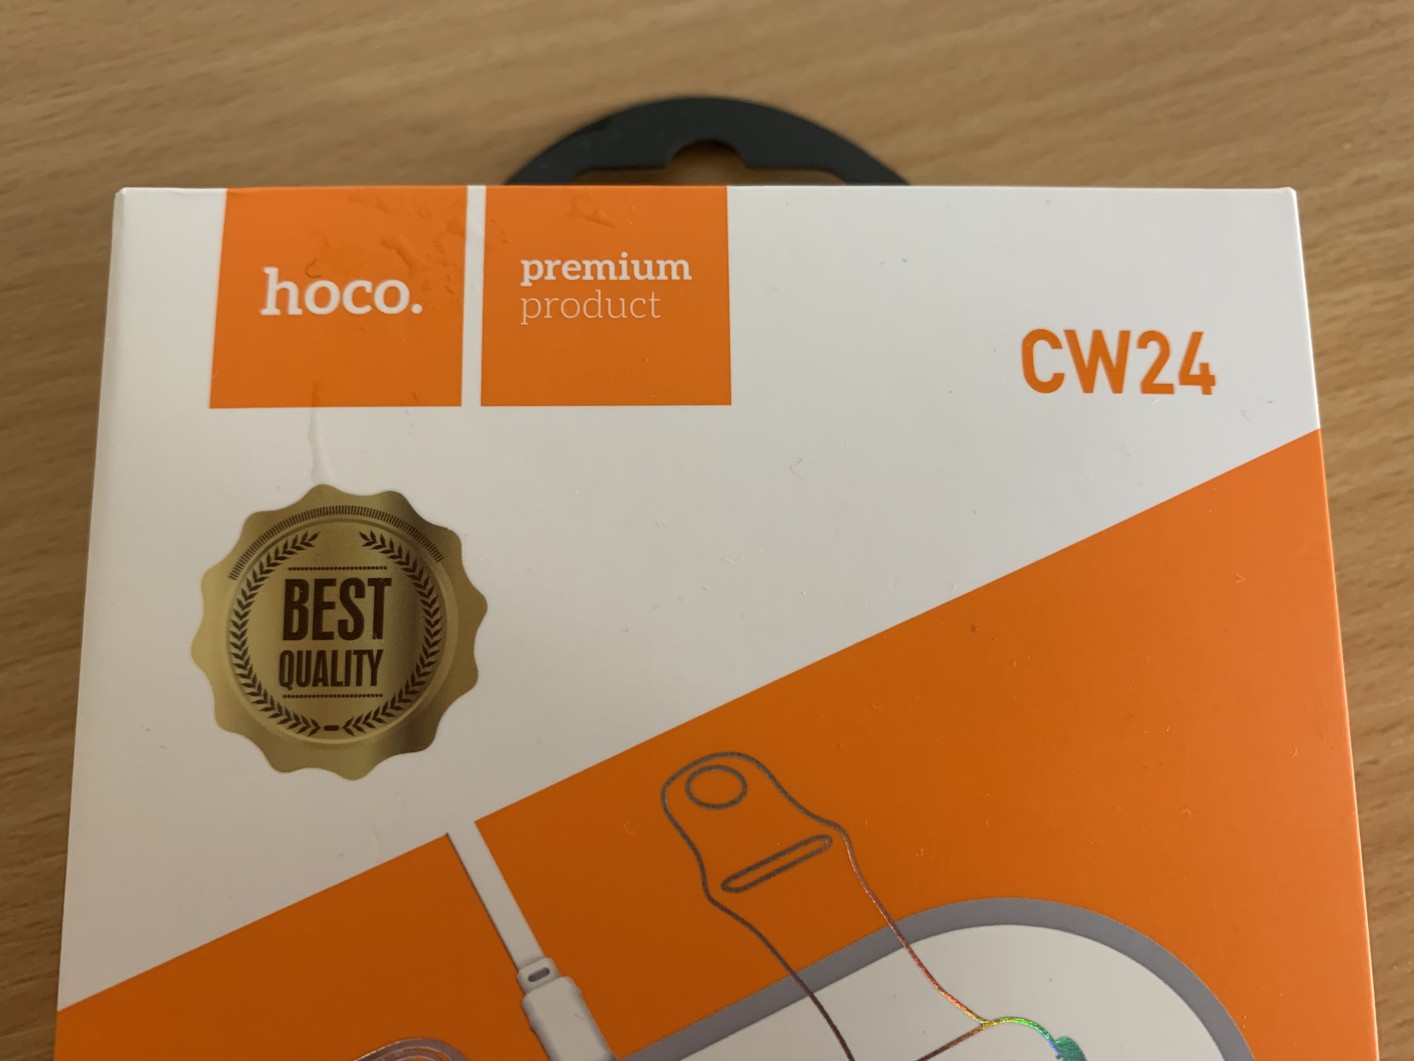 hoco.
premium
product
CW24
BEST
QUALITY